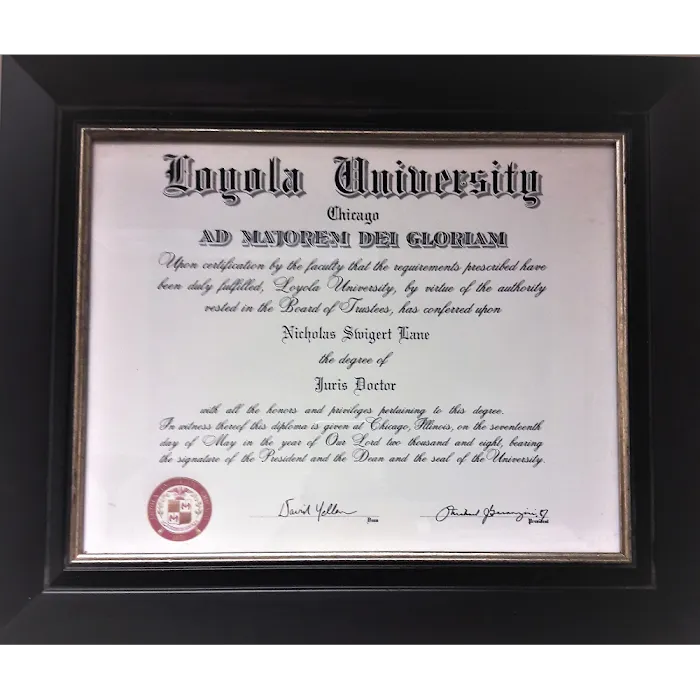 Loyola University
Chicago
AD MAJOREM DEI GLORIAM
Upon certification by the faculty that the requirements prescribed have
been duly fulfilled, Loyola University, by virtue of the authority
vested in the Board of Trustees, has conferred upon
Nicholas Swigert Lane
the degree of
Juris Doctor
with all the honors and privileges pertaining to this degree.
In witness thereof this diploma is given at Chicago, Illinois, on the seventeenth
day of May in the year of Our Lord two thousand and eight, bearing
the signature of the President and the Dean and the seal of the University.
David Yellen
Dean
President